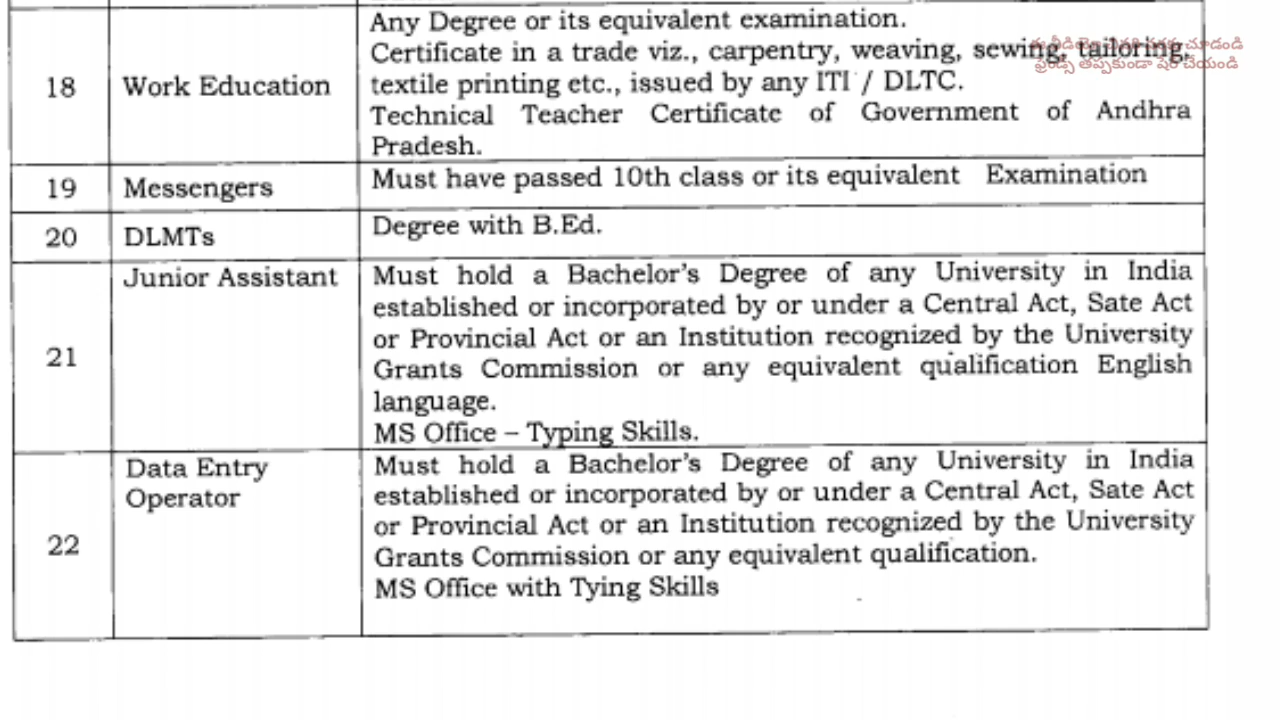 Any Degree or its equivalent examination.
Certificate in a trade viz., carpentry, weaving, sewing, tailoring,
18 Work Education textile printing etc., issued by any ITI / DLTC.
Technical Teacher Certificate of Government of Andhra
Pradesh.
19 Messengers Must have passed 10th class or its equivalent Examination
20 DLMTs Degree with B.Ed.
Junior Assistant Must hold a Bachelor's Degree of any University in India
established or incorporated by or under a Central Act, Sate Act
or Provincial Act or an Institution recognized by the University
21 Grants Commission or any equivalent qualification English
language.
MS Office – Typing Skills.
Data Entry Must hold a Bachelor's Degree of any University in India
Operator established or incorporated by or under a Central Act, Sate Act
or Provincial Act or an Institution recognized by the University
22 Grants Commission or any equivalent qualification.
MS Office with Tying Skills
చూడండి
ఫ్రెండ్స్ తప్పకుండా షేర్ చేయండి